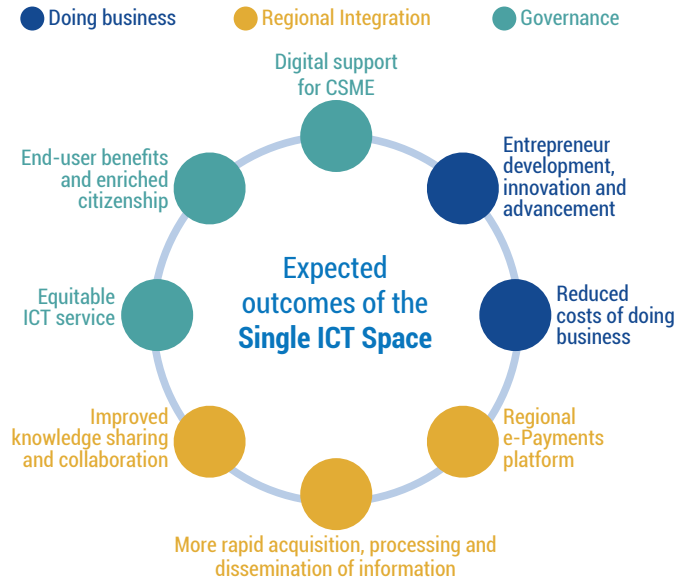 Doing business
Regional Integration
Governance
Digital support
for CSME
Entrepreneur
development,
innovation and
advancement
Reduced
costs of doing
business
Regional
e-Payments
platform
More rapid acquisition, processing and
dissemination of information
Improved
knowledge sharing
and collaboration
Equitable
ICT service
End-user benefits
and enriched
citizenship
Expected
outcomes of the
Single ICT Space